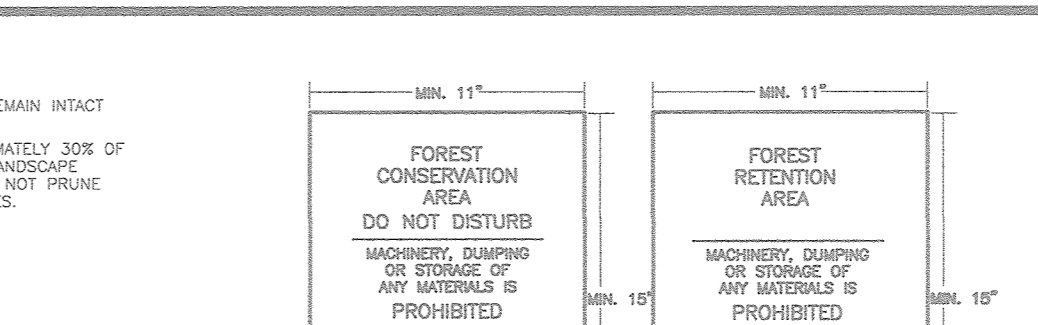 EMAIN INTACT
MATELY 30% OF
ANDSCAPE
NOT PRUNE
ES.
MIN. 11"
FOREST
CONSERVATION
AREA
DO NOT DISTURB
MACHINERY, DUMPING
OR STORAGE OF
ANY MATERIALS IS
PROHIBITED
MIN. 15"
MIN. 11"
FOREST
RETENTION
AREA
MACHINERY, DUMPING
OR STORAGE OF
ANY MATERIALS IS
PROHIBITED
MIN. 15"